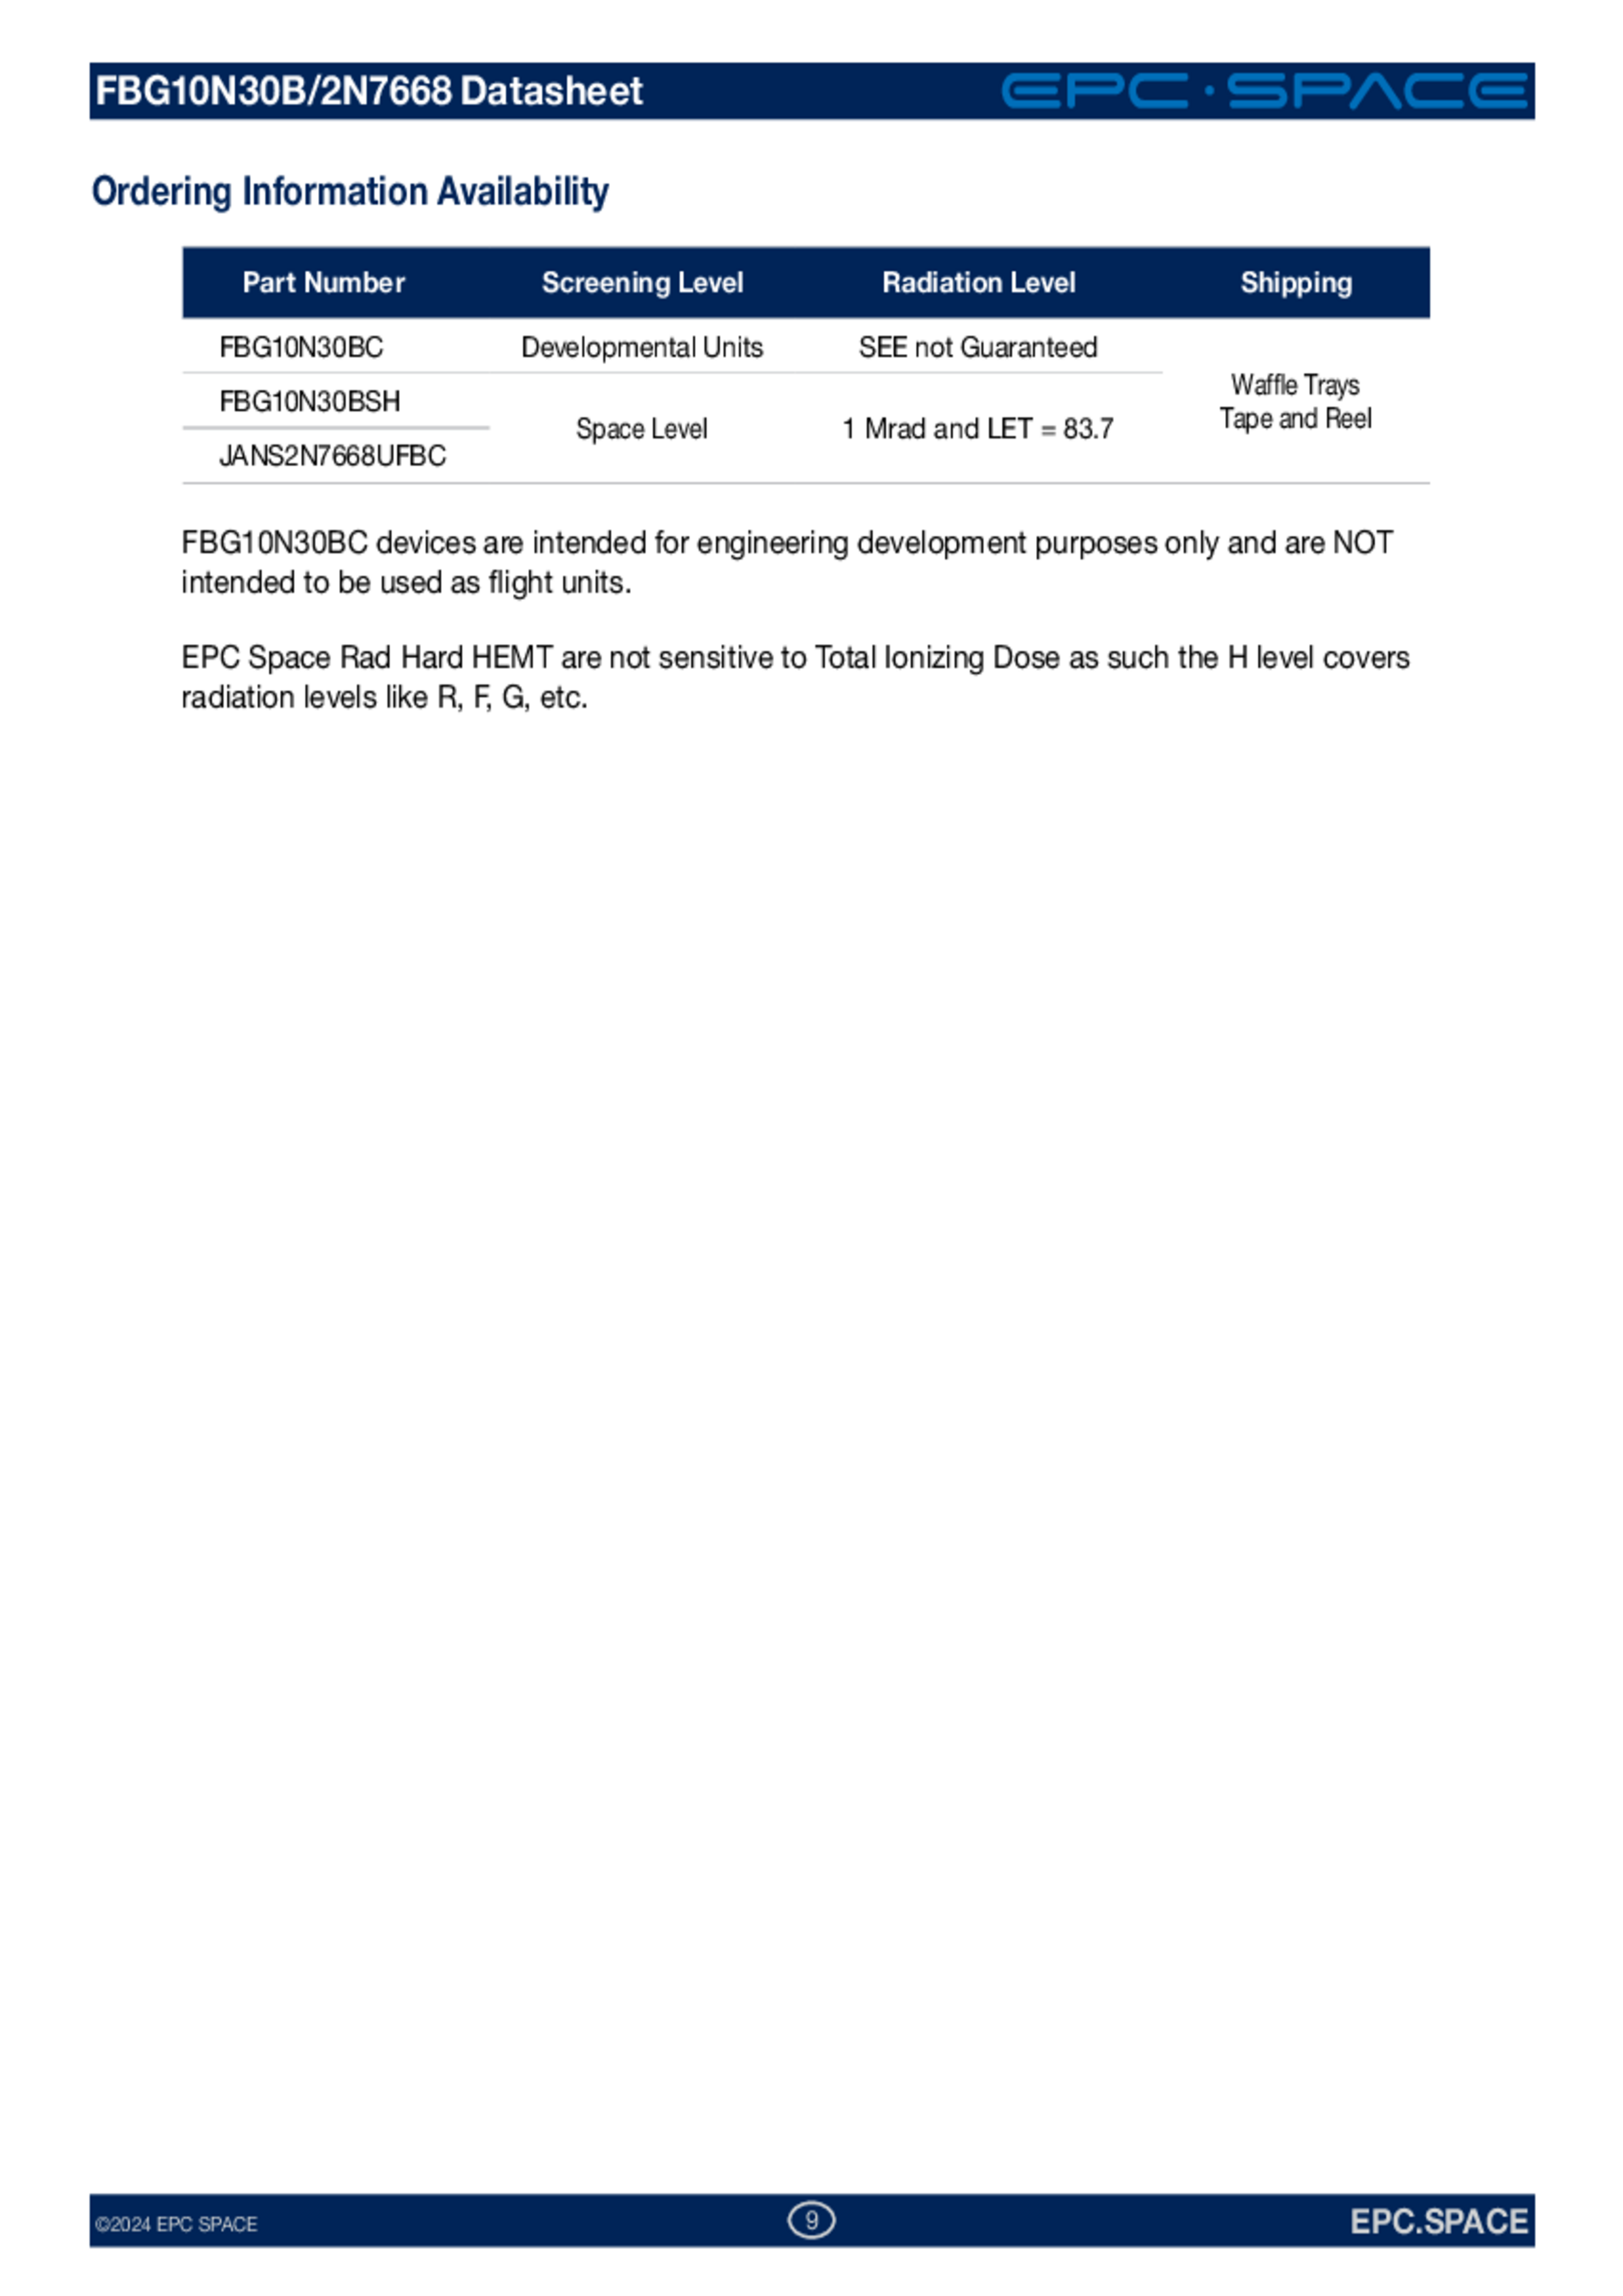 FBG10N30B/2N7668 Datasheet EPC·SPACE
Ordering Information Availability
Part Number Screening Level Radiation Level Shipping
FBG10N30BC Developmental Units SEE not Guaranteed
Waffle Trays
FBG10N30BSH
Tape and Reel
Space Level 1 Mrad and LET = 83.7
JANS2N7668UFBC
FBG10N30BC devices are intended for engineering development purposes only and are NOT
intended to be used as flight units.
EPC Space Rad Hard HEMT are not sensitive to Total Ionizing Dose as such the H level covers
radiation levels like R, F, G, etc.
©2024 EPC SPACE 9 EPC.SPACE